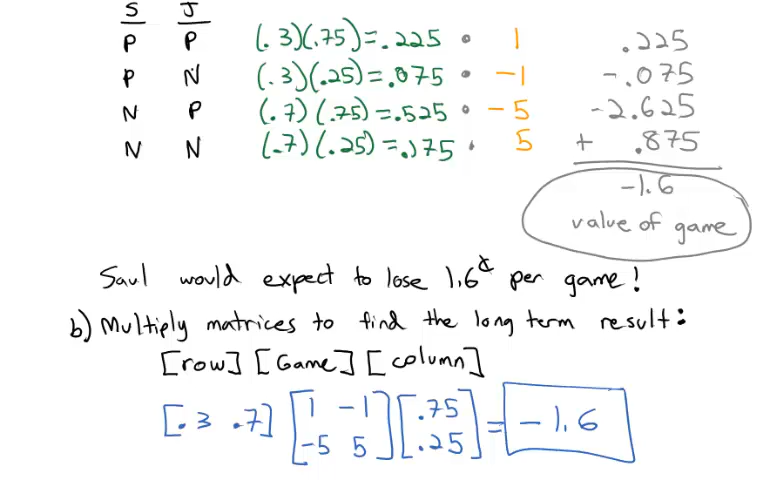 S J
P P (.3)(.75)=.225 • 1 .225
P N (.3)(.25)=.075 • -1 -.075
N P (.7)(.75)=.525 • -5 -2.625
N N (.7)(.25)=.175 • 5 + .875
-1.6
value of game
Saul would expect to lose 1.6¢ per game!
b) Multiply matrices to find the long term result:
[row] [Game] [column]
[.3 .7] [1 -1 [.75 = -1.6
-5 5] .25]